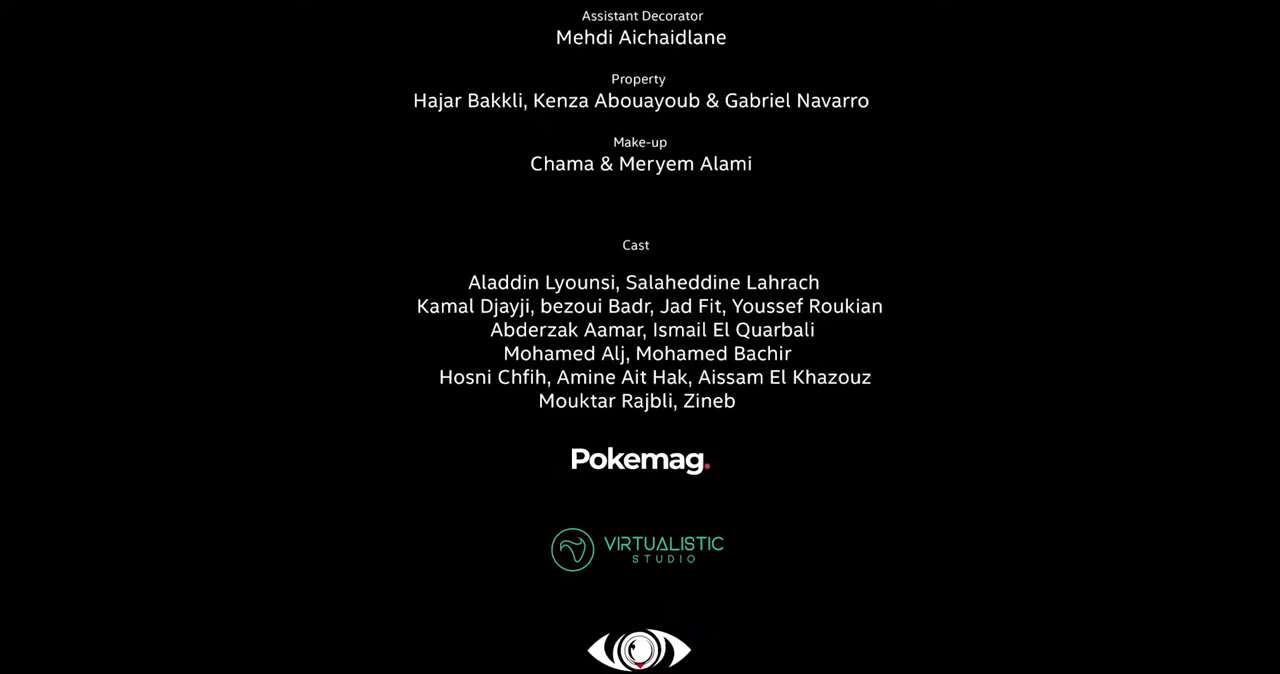 Assistant Decorator
Mehdi Aichaidlane
Property
Hajar Bakkli, Kenza Abouayoub & Gabriel Navarro
Make-up
Chama & Meryem Alami
Cast
Aladdin Lyounsi, Salaheddine Lahrach
Kamal Djayji, bezoui Badr, Jad Fit, Youssef Roukian
Abderzak Aamar, Ismail El Quarbali
Mohamed Alj, Mohamed Bachir
Hosni Chfih, Amine Ait Hak, Aissam El Khazouz
Mouktar Rajbli, Zineb
Pokemag.
VIRTUALISTIC
STUDIO